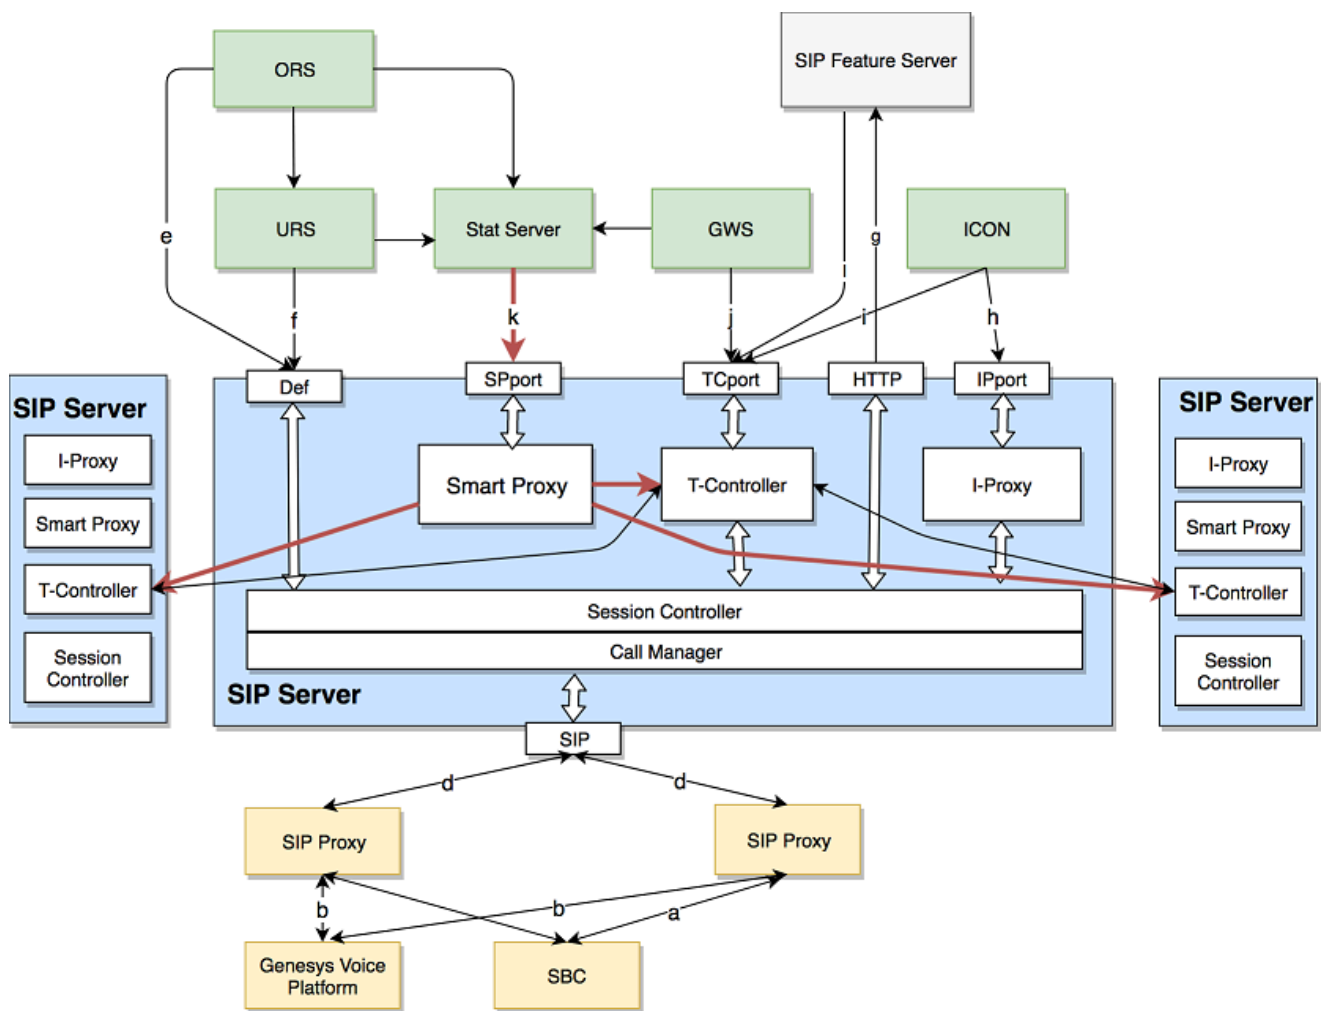 ORS
SIP Feature Server
URS
Stat Server
GWS
ICON
e
f
k
j
l
g
i
h
Def
SPport
TCport
HTTP
IPport
SIP Server
I-Proxy
Smart Proxy
T-Controller
Session
Controller
Smart Proxy
T-Controller
I-Proxy
Session Controller
Call Manager
SIP Server
SIP Server
I-Proxy
Smart Proxy
T-Controller
Session
Controller
SIP
d
d
SIP Proxy
SIP Proxy
b
b
a
Genesys Voice
Platform
SBC